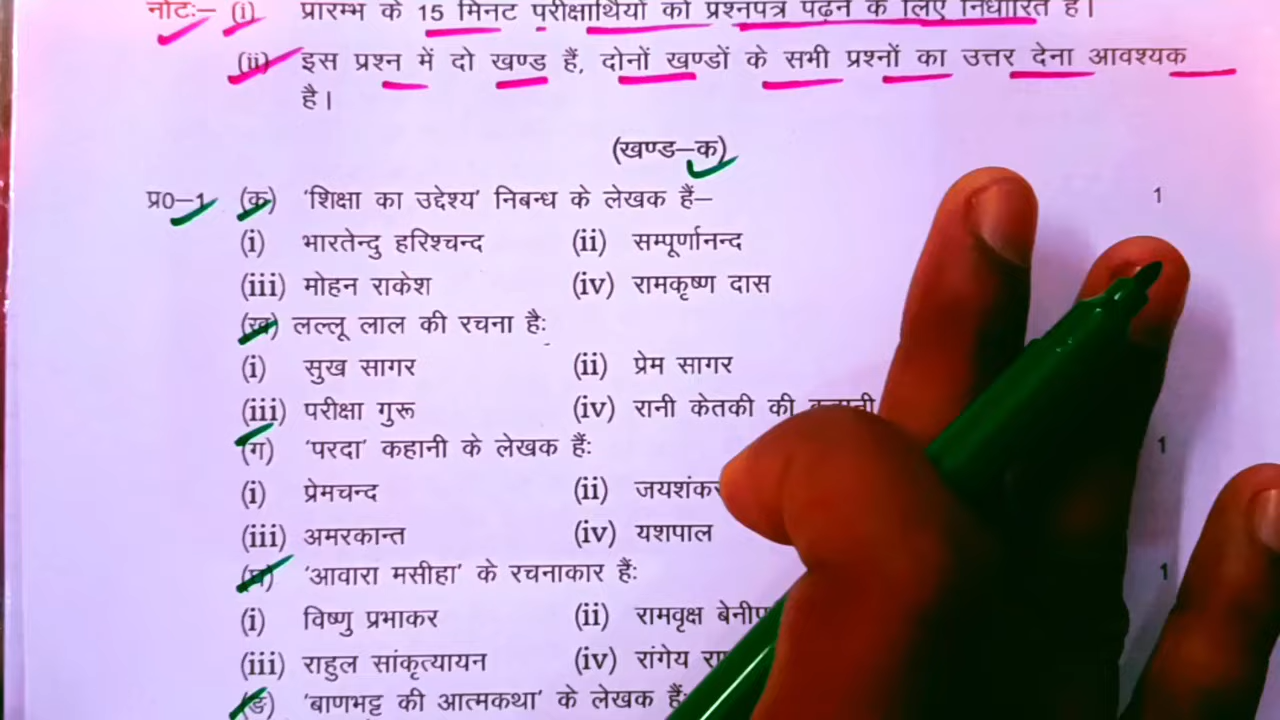 नोटः– (i) प्रारम्भ के 15 मिनट परीक्षार्थियों को प्रश्नपत्र पढ़ने के लिए निर्धारित है।
(ii) इस प्रश्न में दो खण्ड हैं, दोनों खण्डों के सभी प्रश्नों का उत्तर देना आवश्यक
है।
(खण्ड–क)
प्र0–1 (क) 'शिक्षा का उद्देश्य' निबन्ध के लेखक हैं– 1
(i) भारतेन्दु हरिश्चन्द (ii) सम्पूर्णानन्द
(iii) मोहन राकेश (iv) रामकृष्ण दास
(ख) लल्लू लाल की रचना हैः
(i) सुख सागर (ii) प्रेम सागर
(iii) परीक्षा गुरू (iv) रानी केतकी की
(ग) 'परदा' कहानी के लेखक हैंः 1
(i) प्रेमचन्द (ii)
(iii) अमरकान्त (iv) यशपाल
(घ) 'आवारा मसीहा' के रचनाकार हैंः 1
(i) विष्णु प्रभाकर (ii) रामवृक्ष
(iii) राहुल सांकृत्यायन (iv) रांगेय
(ङ) 'बाणभट्ट की आत्मकथा' के लेखक हैंः